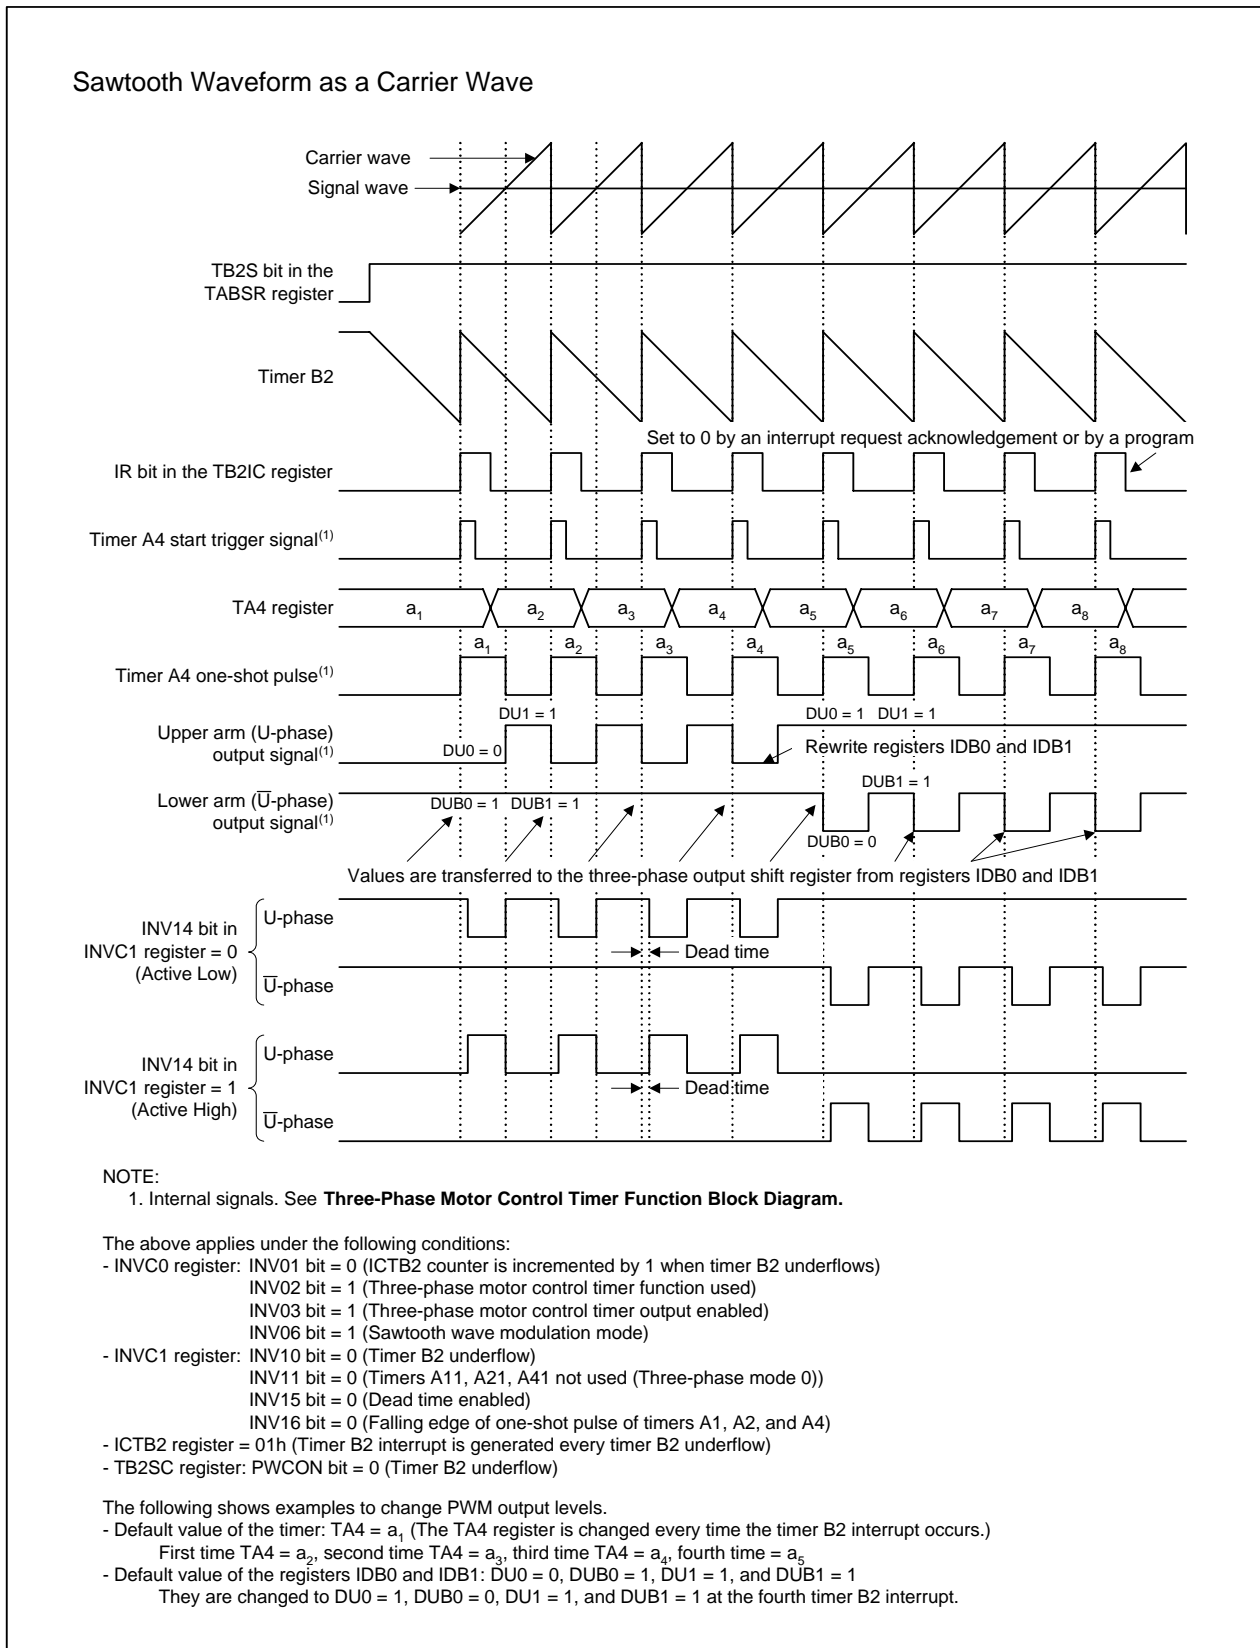 Sawtooth Waveform as a Carrier Wave
Carrier wave
Signal wave
TB2S bit in the
TABSR register
Timer B2
Set to 0 by an interrupt request acknowledgement or by a program
IR bit in the TB2IC register
Timer A4 start trigger signal(1)
TA4 register
a1 a2 a3 a4 a5 a6 a7 a8
a1 a2 a3 a4 a5 a6 a7 a8
Timer A4 one-shot pulse(1)
DU1 = 1 DU0 = 1 DU1 = 1
Upper arm (U-phase)
output signal(1)
DU0 = 0
Rewrite registers IDB0 and IDB1
DUB1 = 1
Lower arm (U̅-phase)
output signal(1)
DUB0 = 1 DUB1 = 1
DUB0 = 0
Values are transferred to the three-phase output shift register from registers IDB0 and IDB1
INV14 bit in
INVC1 register = 0
(Active Low)
U-phase
Dead time
U̅-phase
INV14 bit in
INVC1 register = 1
(Active High)
U-phase
Dead time
U̅-phase
NOTE:
1. Internal signals. See Three-Phase Motor Control Timer Function Block Diagram.
The above applies under the following conditions:
- INVC0 register: INV01 bit = 0 (ICTB2 counter is incremented by 1 when timer B2 underflows)
INV02 bit = 1 (Three-phase motor control timer function used)
INV03 bit = 1 (Three-phase motor control timer output enabled)
INV06 bit = 1 (Sawtooth wave modulation mode)
- INVC1 register: INV10 bit = 0 (Timer B2 underflow)
INV11 bit = 0 (Timers A11, A21, A41 not used (Three-phase mode 0))
INV15 bit = 0 (Dead time enabled)
INV16 bit = 0 (Falling edge of one-shot pulse of timers A1, A2, and A4)
- ICTB2 register = 01h (Timer B2 interrupt is generated every timer B2 underflow)
- TB2SC register: PWCON bit = 0 (Timer B2 underflow)
The following shows examples to change PWM output levels.
- Default value of the timer: TA4 = a1 (The TA4 register is changed every time the timer B2 interrupt occurs.)
First time TA4 = a2, second time TA4 = a3, third time TA4 = a4, fourth time = a5
- Default value of the registers IDB0 and IDB1: DU0 = 0, DUB0 = 1, DU1 = 1, and DUB1 = 1
They are changed to DU0 = 1, DUB0 = 0, DU1 = 1, and DUB1 = 1 at the fourth timer B2 interrupt.